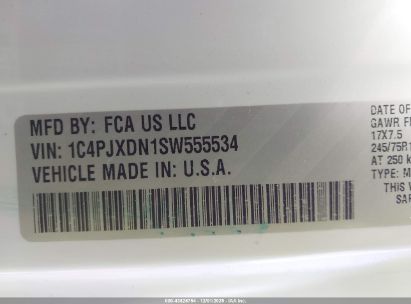 MFD BY: FCA US LLC
VIN: 1C4PJXDN1SW555534
VEHICLE MADE IN: U.S.A.
DATE OF
GAWR F
17X7.5
245/75R1
AT 250 k
TYPE: M
THIS
SAF